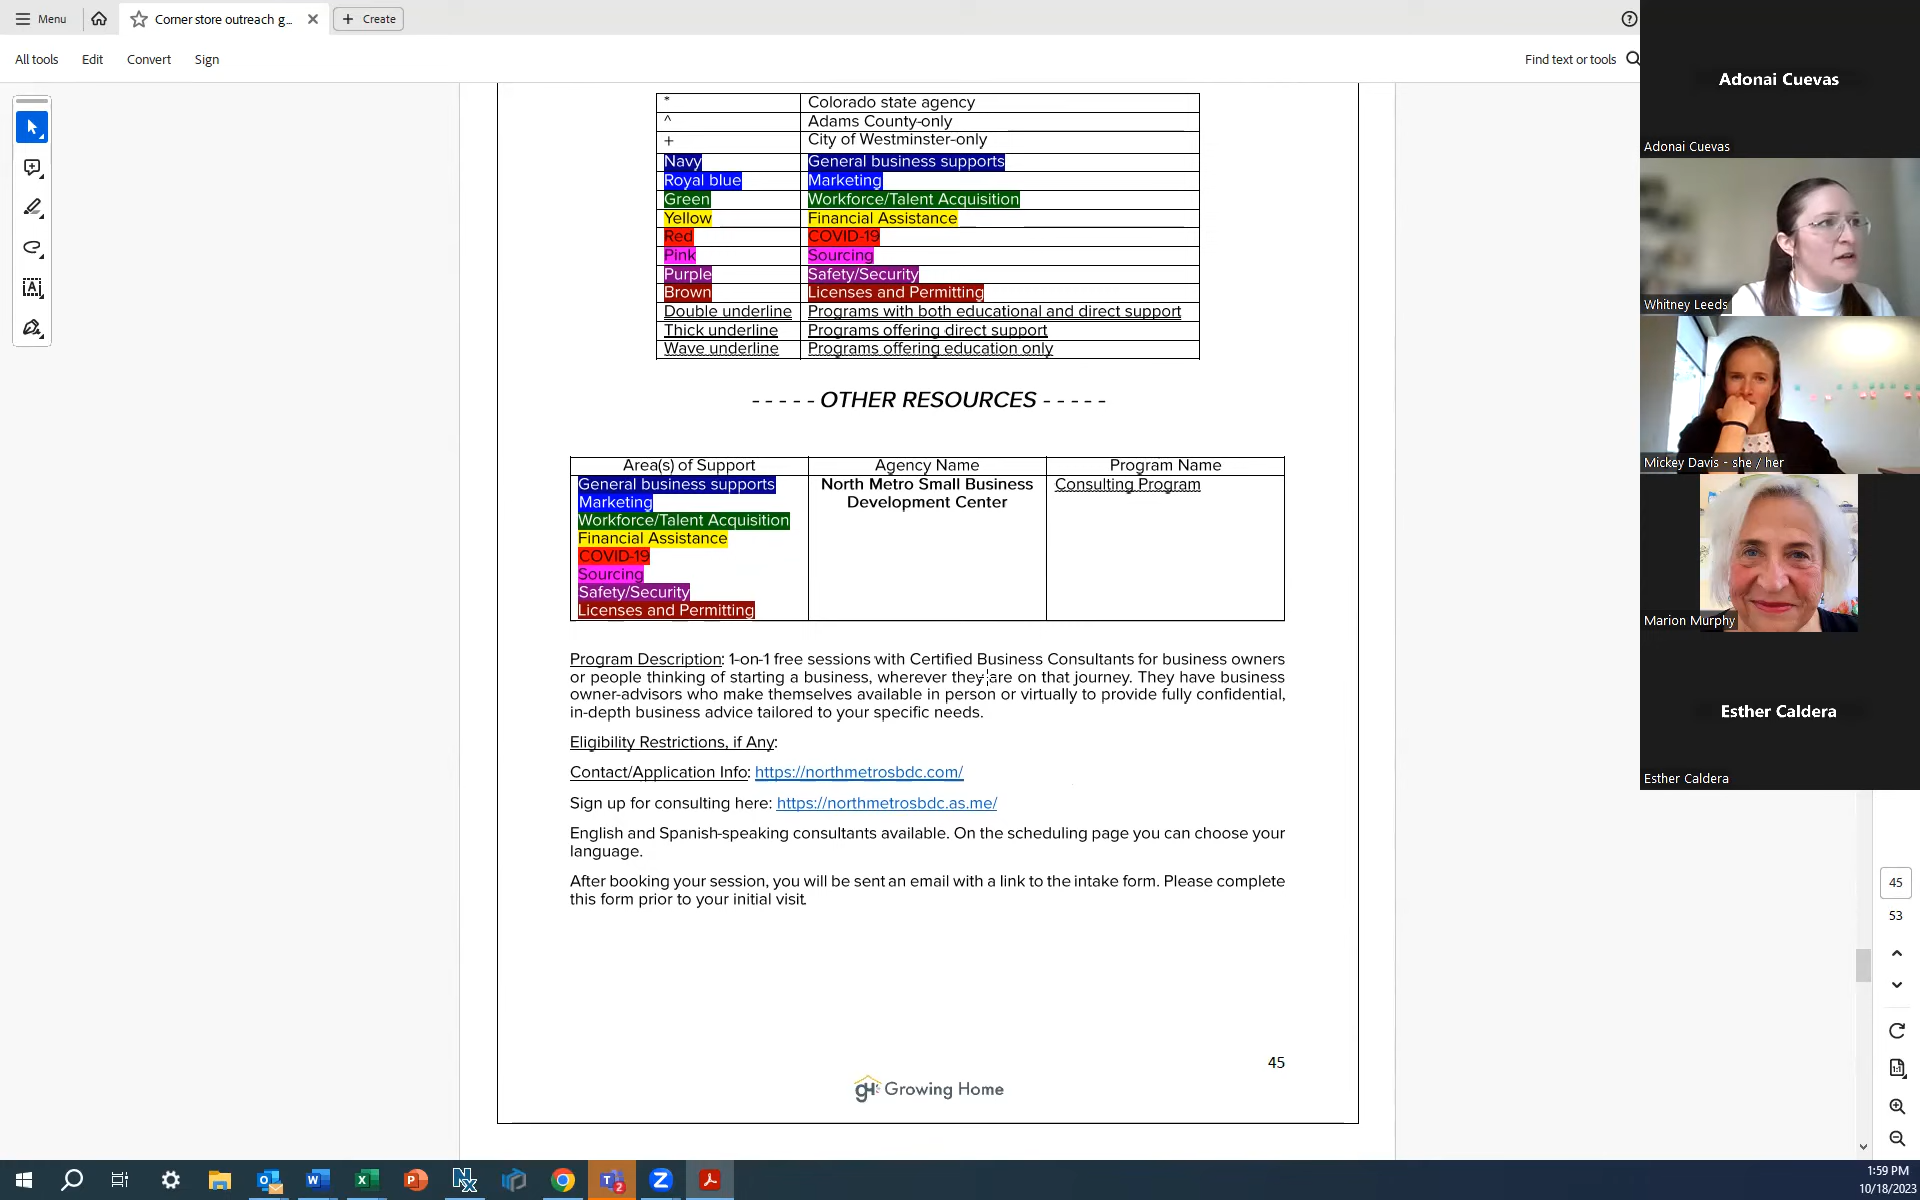 Menu
Corner store outreach g...
Create
All tools
Edit
Convert
Sign
Find text or tools
* Colorado state agency
^ Adams County-only
+ City of Westminster-only
Navy General business supports
Royal blue Marketing
Green Workforce/Talent Acquisition
Yellow Financial Assistance
Red COVID-19
Pink Sourcing
Purple Safety/Security
Brown Licenses and Permitting
Double underline Programs with both educational and direct support
Thick underline Programs offering direct support
Wave underline Programs offering education only
- - - - - OTHER RESOURCES - - - - -
Area(s) of Support Agency Name Program Name
General business supports
Marketing
Workforce/Talent Acquisition
Financial Assistance
COVID-19
Sourcing
Safety/Security
Licenses and Permitting
North Metro Small Business
Development Center
Consulting Program
Program Description: 1-on-1 free sessions with Certified Business Consultants for business owners
or people thinking of starting a business, wherever they are on that journey. They have business
owner-advisors who make themselves available in person or virtually to provide fully confidential,
in-depth business advice tailored to your specific needs.
Eligibility Restrictions, if Any:
Contact/Application Info: https://northmetrosbdc.com/
Sign up for consulting here: https://northmetrosbdc.as.me/
English and Spanish-speaking consultants available. On the scheduling page you can choose your
language.
After booking your session, you will be sent an email with a link to the intake form. Please complete
this form prior to your initial visit.
45
gH Growing Home
Adonai Cuevas
Adonai Cuevas
Whitney Leeds
Mickey Davis - she / her
Marion Murphy
Esther Caldera
Esther Caldera
45
53
1:59 PM
10/18/2023